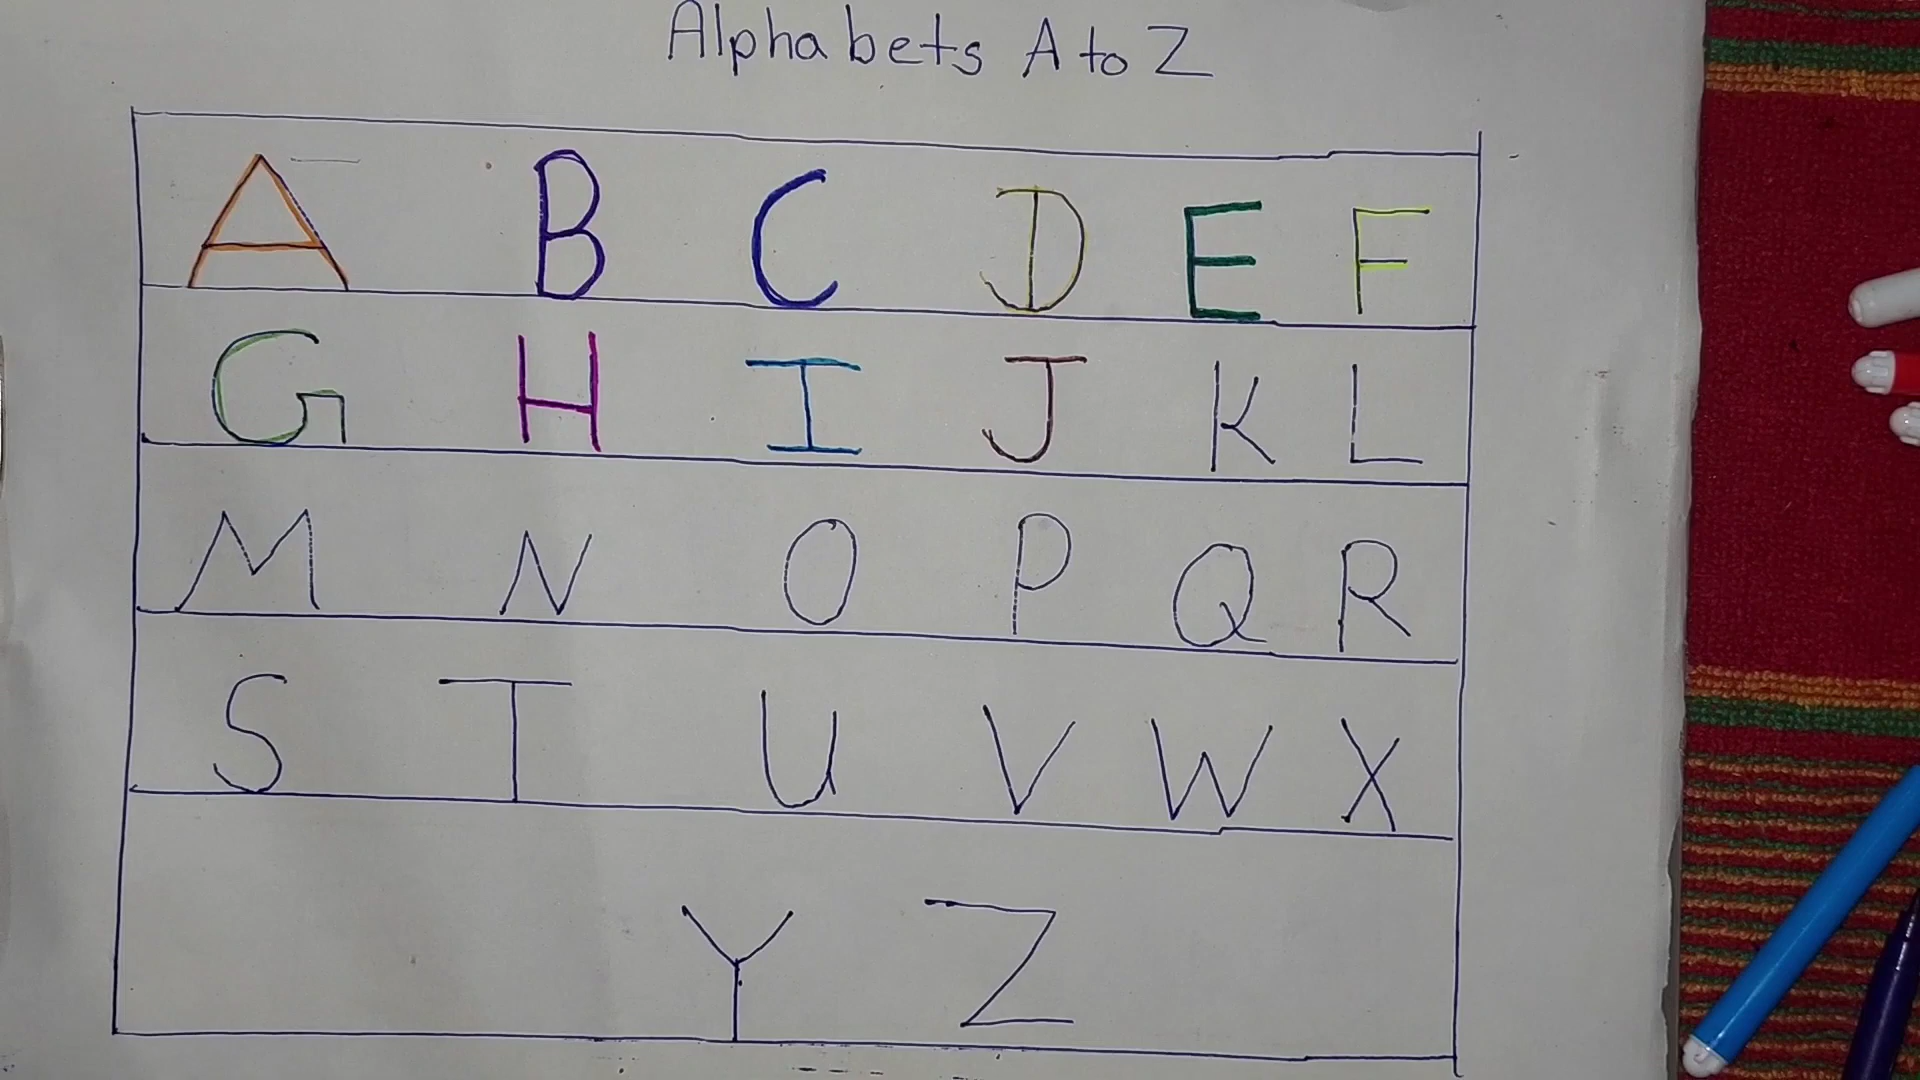 Alphabets A to Z
A B C D E F
G H I J K L
M N O P Q R
S T U V W X
Y Z